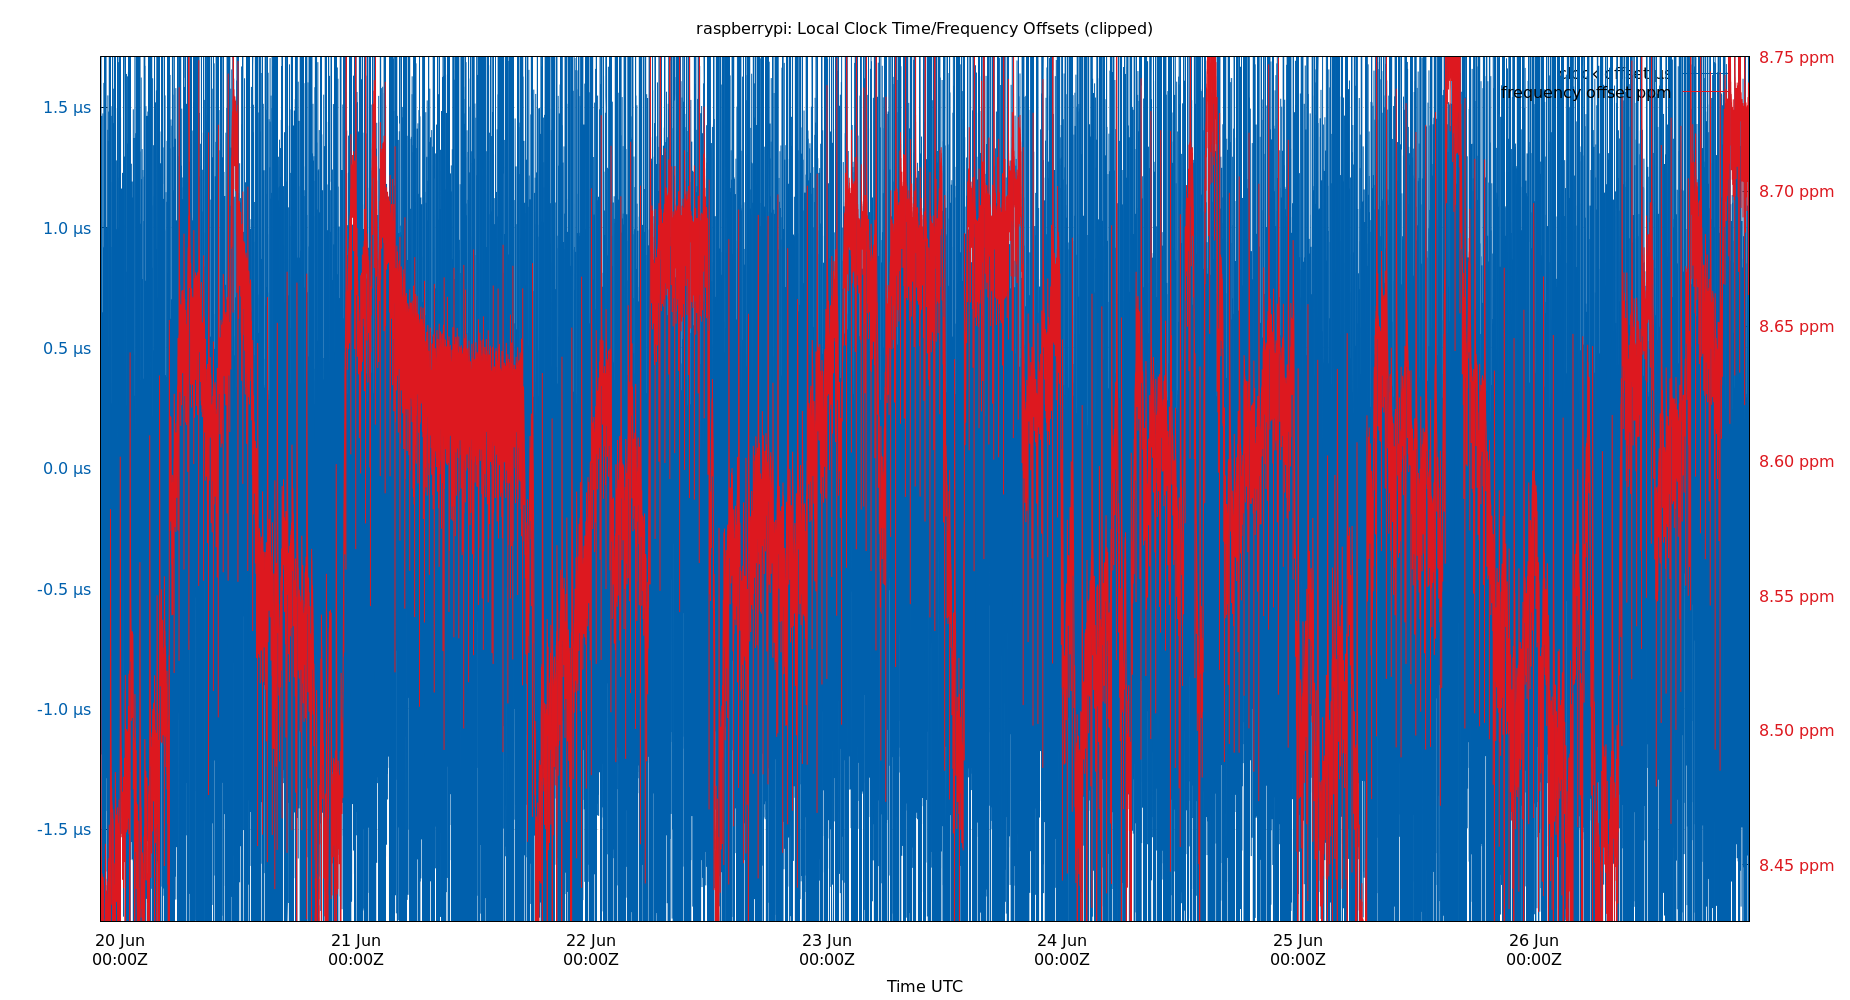 raspberrypi: Local Clock Time/Frequency Offsets (clipped)
8.75 ppm
clock offset µs
frequency offset ppm
1.5 µs
8.70 ppm
1.0 µs
8.65 ppm
0.5 µs
8.60 ppm
0.0 µs
8.55 ppm
-0.5 µs
8.50 ppm
-1.0 µs
-1.5 µs
8.45 ppm
20 Jun 21 Jun 22 Jun 23 Jun 24 Jun 25 Jun 26 Jun
00:00Z 00:00Z 00:00Z 00:00Z 00:00Z 00:00Z 00:00Z
Time UTC